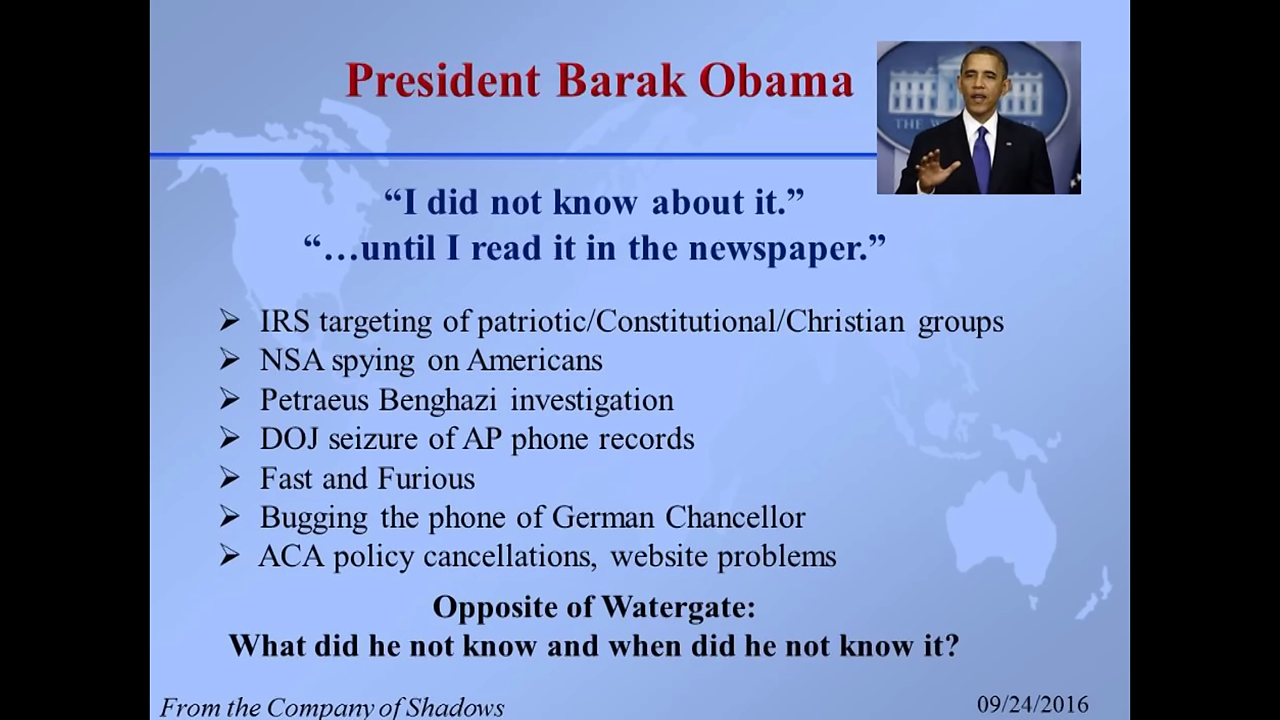 President Barak Obama
THE WHITE HOUSE
“I did not know about it.”
“…until I read it in the newspaper.”
➢ IRS targeting of patriotic/Constitutional/Christian groups
➢ NSA spying on Americans
➢ Petraeus Benghazi investigation
➢ DOJ seizure of AP phone records
➢ Fast and Furious
➢ Bugging the phone of German Chancellor
➢ ACA policy cancellations, website problems
Opposite of Watergate:
What did he not know and when did he not know it?
From the Company of Shadows
09/24/2016